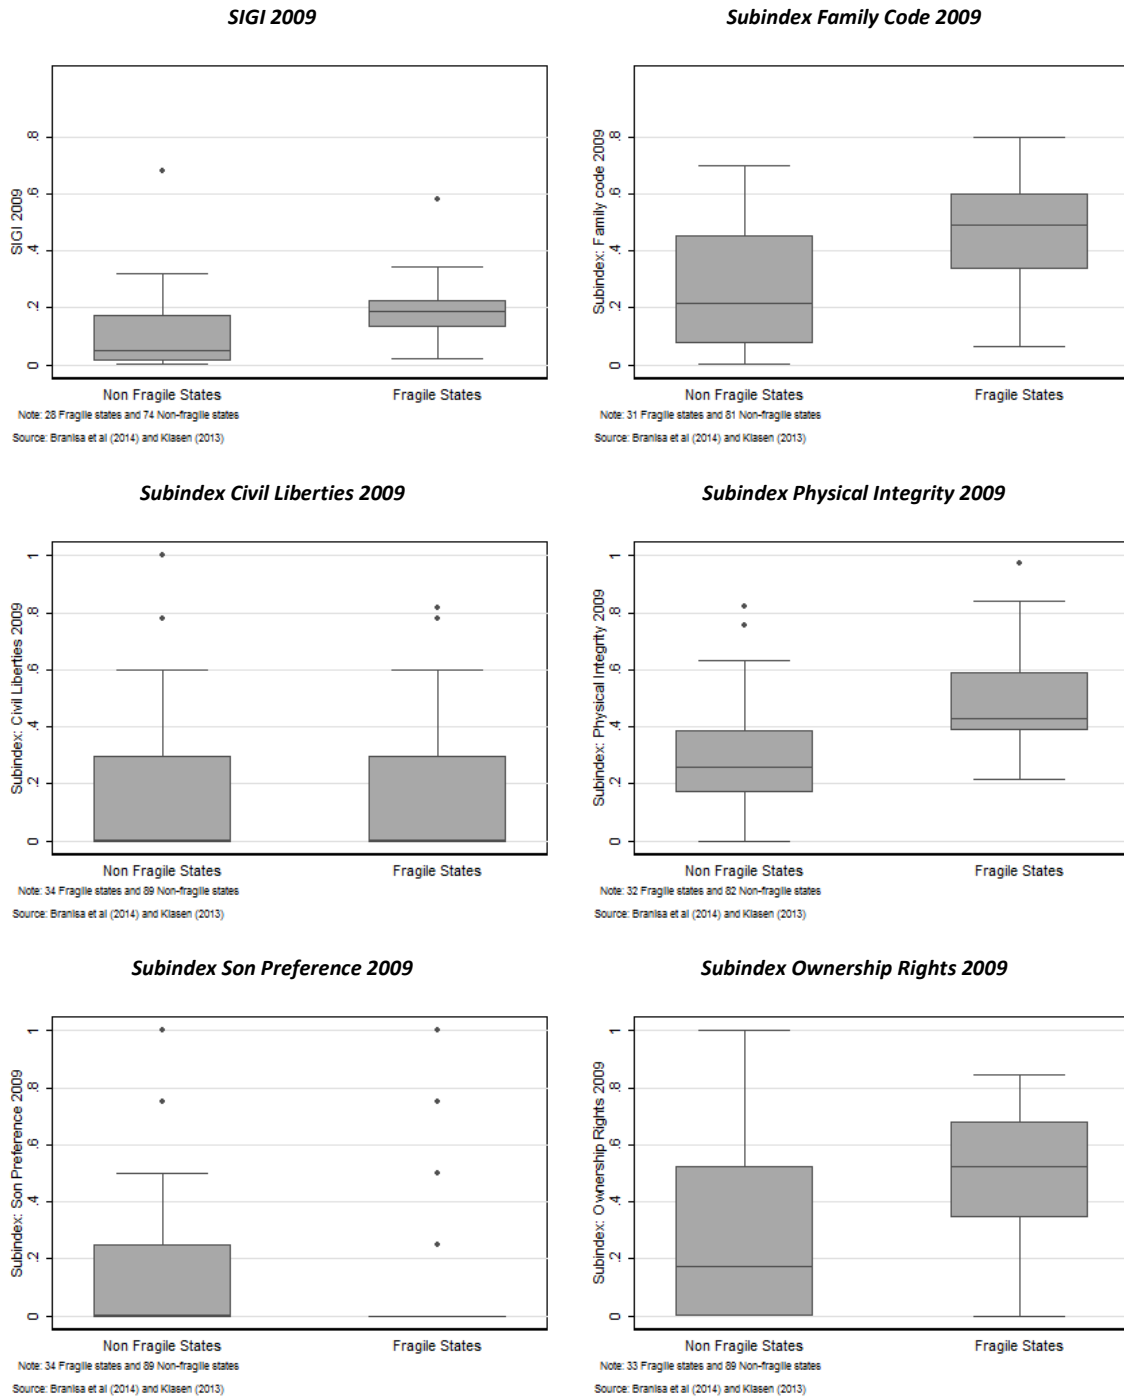 SIGI 2009
SIGI 2009
.8
.6
.4
.2
0
Non Fragile States Fragile States
Note: 28 Fragile states and 74 Non-fragile states
Source: Branisa et al (2014) and Klasen (2013)
Subindex Family Code 2009
Subindex: Family code 2009
.8
.6
.4
.2
0
Non Fragile States Fragile States
Note: 31 Fragile states and 81 Non-fragile states
Source: Branisa et al (2014) and Klasen (2013)
Subindex Civil Liberties 2009
Subindex: Civil Liberties 2009
1
.8
.6
.4
.2
0
Non Fragile States Fragile States
Note: 34 Fragile states and 89 Non-fragile states
Source: Branisa et al (2014) and Klasen (2013)
Subindex Physical Integrity 2009
Subindex: Physical Integrity 2009
1
.8
.6
.4
.2
0
Non Fragile States Fragile States
Note: 32 Fragile states and 82 Non-fragile states
Source: Branisa et al (2014) and Klasen (2013)
Subindex Son Preference 2009
Subindex: Son Preference 2009
1
.8
.6
.4
.2
0
Non Fragile States Fragile States
Note: 34 Fragile states and 89 Non-fragile states
Source: Branisa et al (2014) and Klasen (2013)
Subindex Ownership Rights 2009
Subindex: Ownership Rights 2009
1
.8
.6
.4
.2
0
Non Fragile States Fragile States
Note: 33 Fragile states and 89 Non-fragile states
Source: Branisa et al (2014) and Klasen (2013)